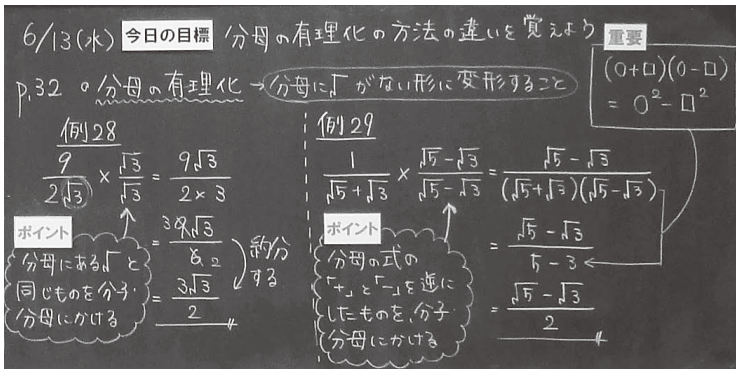 6/13(水) 今日の目標 分母の有理化の方法の違いを覚えよう
重要
(○+□)(○-□)
= ○² - □²
p.32 。分母の有理化→分母に√がない形に変形すること
例28
9/2√3 × √3/√3 = 9√3/2×3
= 3 9√3/6 2
約分する
= 3√3/2
ポイント
分母にある√と
同じものを分子・
分母にかける
例29
1/√5+√3 × √5-√3/√5-√3 = √5-√3/(√5+√3)(√5-√3)
= √5-√3/5-3
= √5-√3/2
ポイント
分母の式の
「+」と「-」を逆に
したものを、分子・
分母にかける